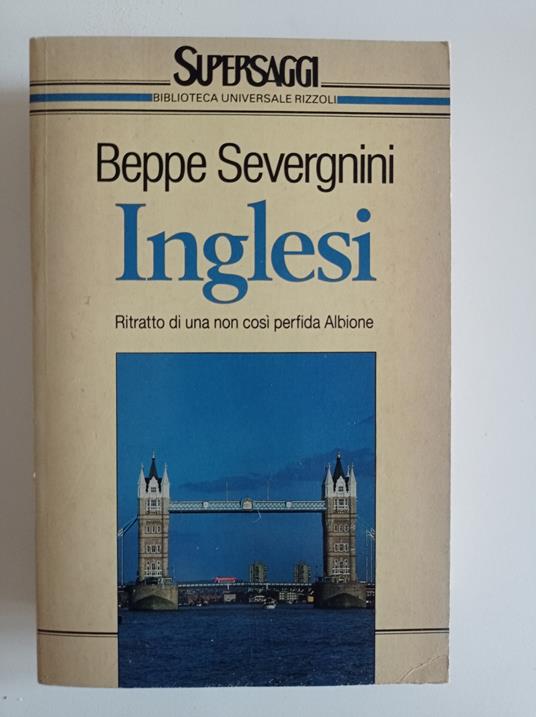 SUPERSAGGI
BIBLIOTECA UNIVERSALE RIZZOLI
Beppe Severgnini
Inglesi
Ritratto di una non così perfida Albione